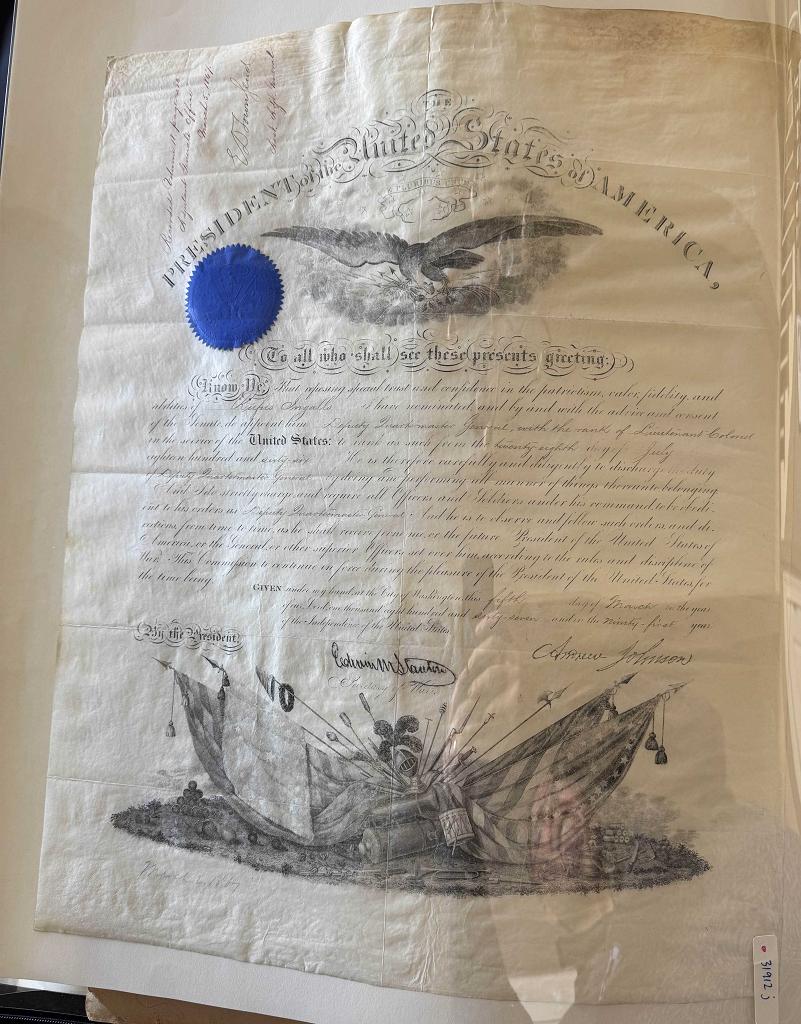 THE
PRESIDENT of the United States of AMERICA,
E PLURIBUS UNUM
To all who shall see these presents greeting:
Know Ye, That reposing special trust and confidence in the patriotism, valor, fidelity, and
abilities of Rufus Ingalls I have nominated, and by and with the advice and consent
of the Senate, do appoint him Deputy Quartermaster General, with the rank of Lieutenant Colonel
in the service of the United States: to rank as such from the twenty eighth day of July
eighteen hundred and sixty six He is therefore carefully and diligently to discharge the duty
of Deputy Quartermaster General by doing and performing all manner of things thereunto belonging.
And I do strictly charge and require all Officers and Soldiers under his command to be obedi-
ent to his orders as Deputy Quartermaster General. And he is to observe and follow such orders, and di-
rections, from time to time, as he shall receive from me, or the future President of the United States of
America, or the General, or other superior Officers set over him, according to the rules and discipline of
War. This Commission to continue in force during the pleasure of the President of the United States, for
the time being.
GIVEN under my hand, at the City of Washington, this fifth day of March in the year
of our Lord one thousand eight hundred and sixty-seven and in the ninety-first year
of the Independence of the United States.
By the President,
Andrew Johnson
Edwin M Stanton
Secretary of War.
Adjutant General's Office
March 5, 1867
E D Townsend
Asst Adjt General
31912 j